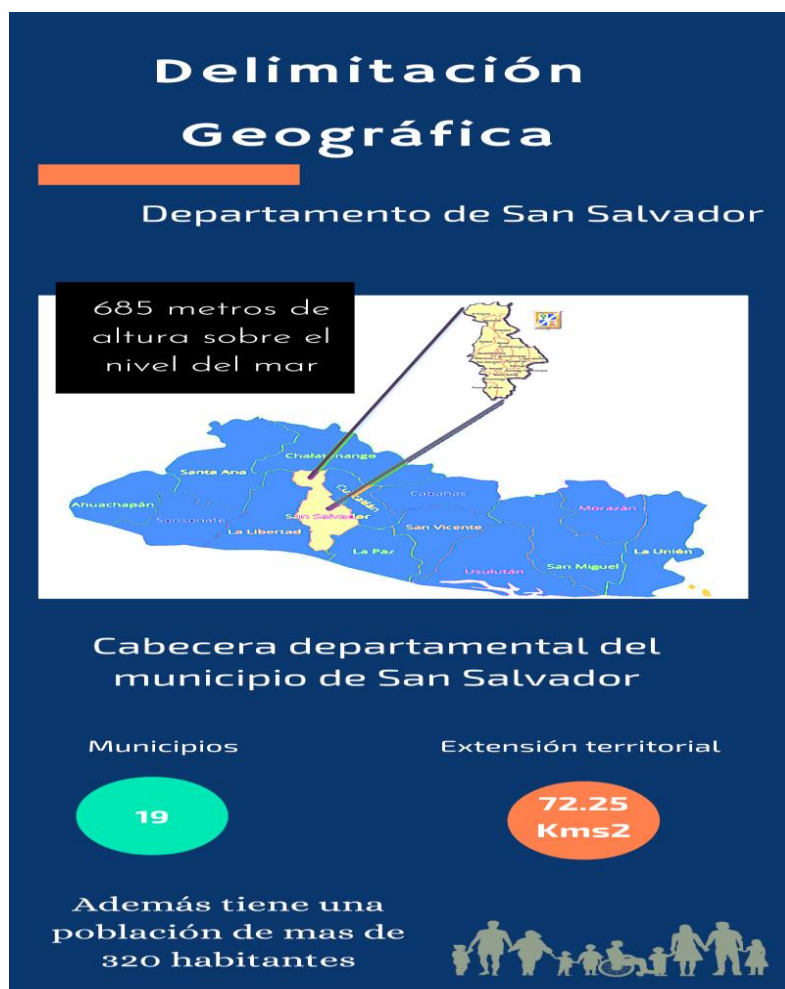 Delimitación
Geográfica
Departamento de San Salvador
685 metros de
altura sobre el
nivel del mar
Chalatenango
Santa Ana
Cuscatlán
Cabañas
Ahuachapán
Morazán
Sonsonate
San Salvador
La Libertad
San Vicente
La Paz
La Unión
San Miguel
Usulután
Cabecera departamental del
municipio de San Salvador
Municipios
Extensión territorial
19
72.25
Kms2
Además tiene una
población de mas de
320 habitantes